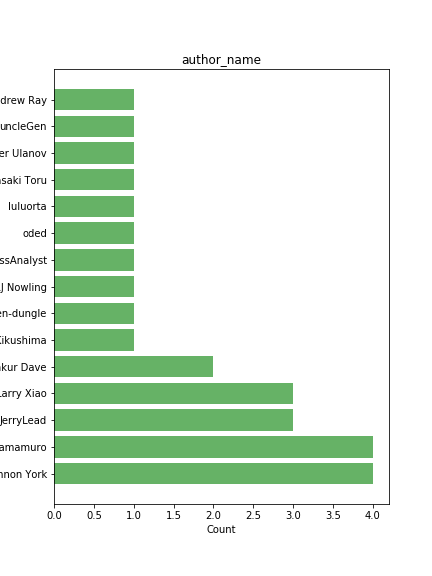 author_name
drew Ray
uncleGen
er Ulanov
saki Toru
luluorta
oded
ssAnalyst
J Nowling
en-dungle
Kikushima
nkur Dave
Larry Xiao
JerryLead
amamuro
nnon York
0.0 0.5 1.0 1.5 2.0 2.5 3.0 3.5 4.0
Count